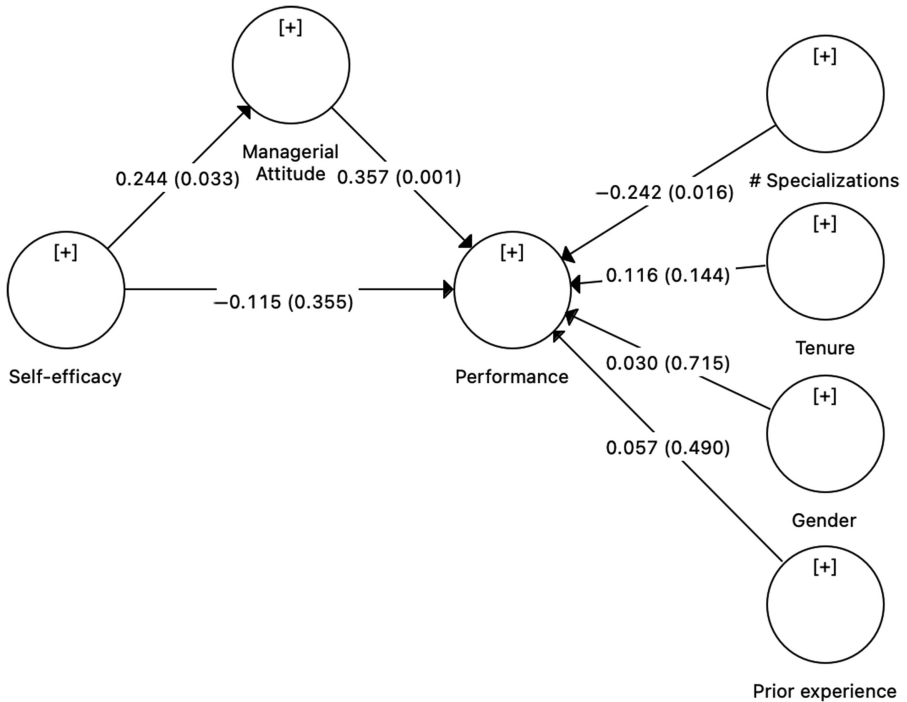 [+]
Managerial
Attitude
0.244 (0.033)
0.357 (0.001)
[+]
Self-efficacy
−0.115 (0.355)
[+]
Performance
[+]
# Specializations
−0.242 (0.016)
[+]
Tenure
0.116 (0.144)
[+]
Gender
0.030 (0.715)
[+]
Prior experience
0.057 (0.490)